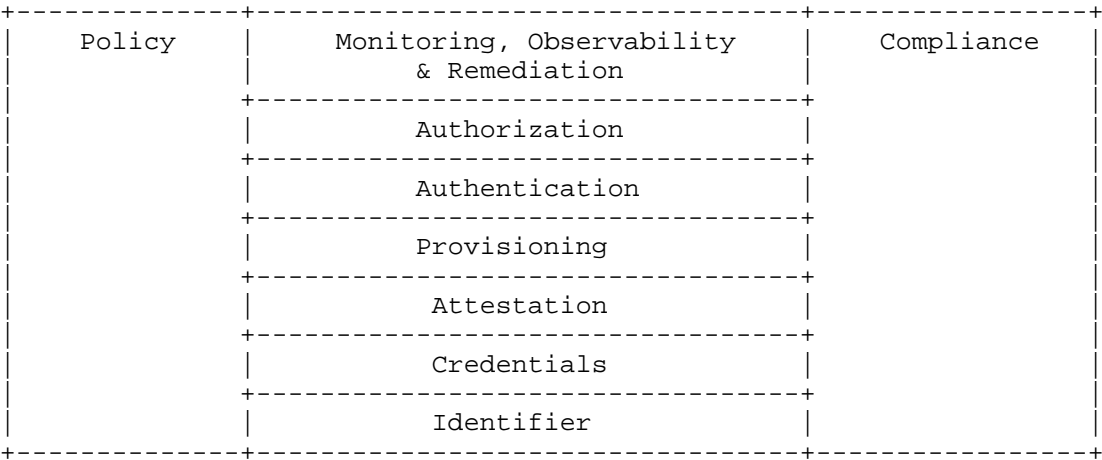 Policy Monitoring, Observability Compliance
& Remediation
Authorization
Authentication
Provisioning
Attestation
Credentials
Identifier